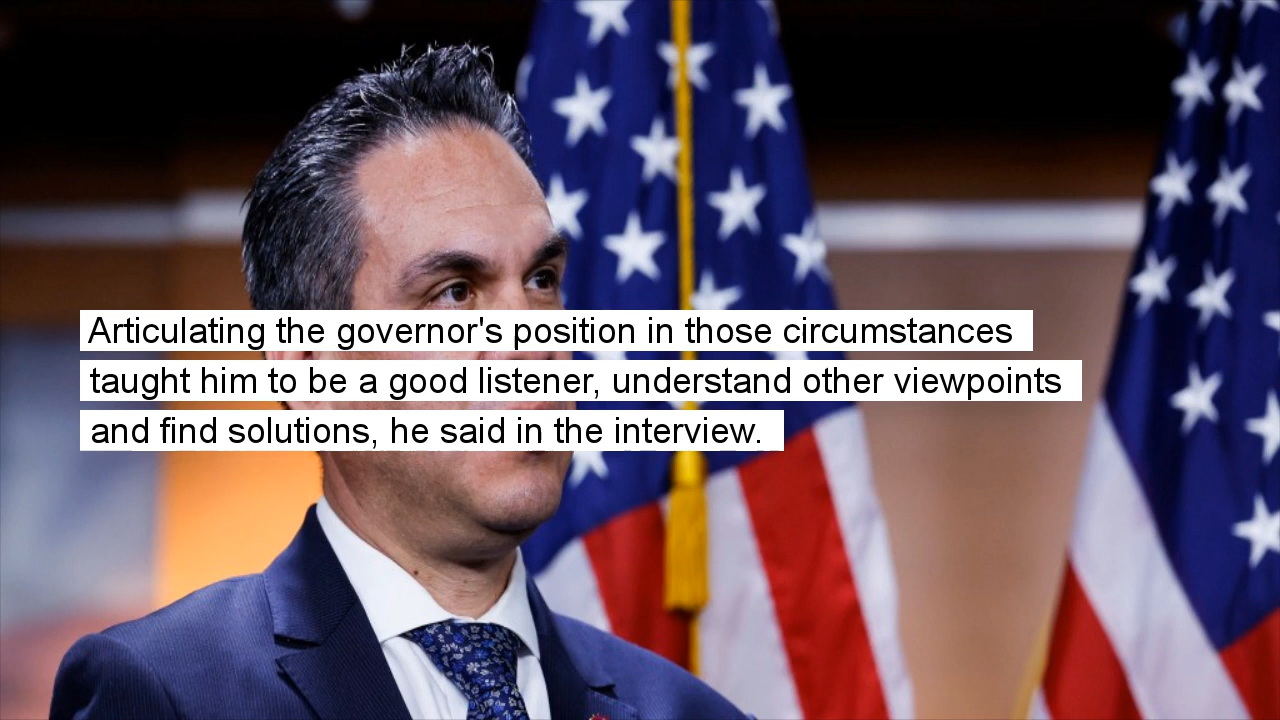 Articulating the governor's position in those circumstances
taught him to be a good listener, understand other viewpoints
and find solutions, he said in the interview.